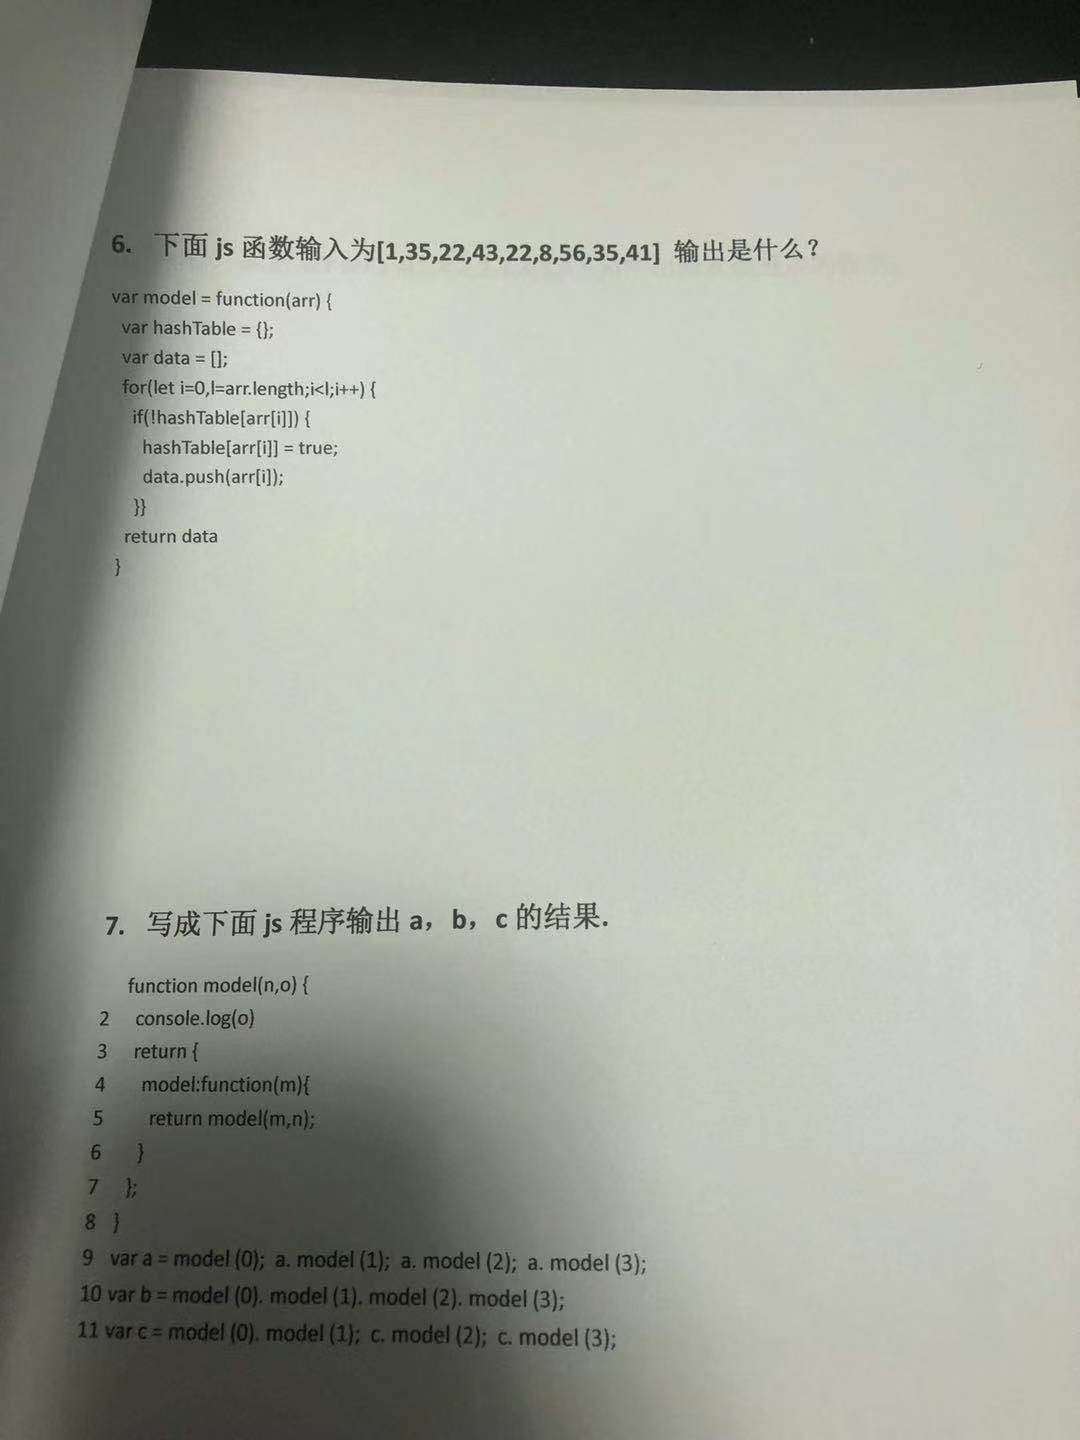 6. 下面 js 函数输入为[1,35,22,43,22,8,56,35,41] 输出是什么?
var model = function(arr) {
var hashTable = {};
var data = [];
for(let i=0,l=arr.length;i<l;i++) {
if(!hashTable[arr[i]]) {
hashTable[arr[i]] = true;
data.push(arr[i]);
}}
return data
}
7. 写成下面 js 程序输出 a，b，c 的结果.
function model(n,o) {
2 console.log(o)
3 return {
4 model:function(m){
5 return model(m,n);
6 }
7 };
8 }
9 var a = model (0); a. model (1); a. model (2); a. model (3);
10 var b = model (0). model (1). model (2). model (3);
11 var c = model (0). model (1); c. model (2); c. model (3);